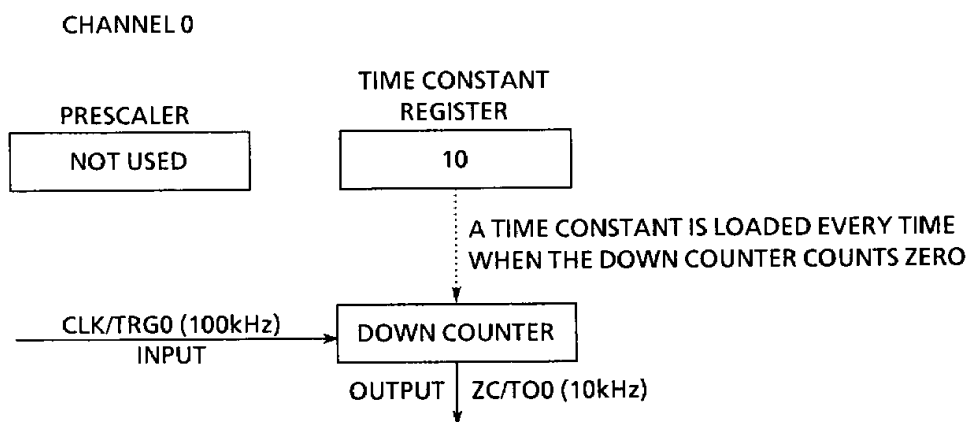 CHANNEL 0
TIME CONSTANT
REGISTER
PRESCALER
NOT USED
10
A TIME CONSTANT IS LOADED EVERY TIME
WHEN THE DOWN COUNTER COUNTS ZERO
CLK/TRG0 (100kHz)
INPUT
DOWN COUNTER
OUTPUT ZC/TO0 (10kHz)